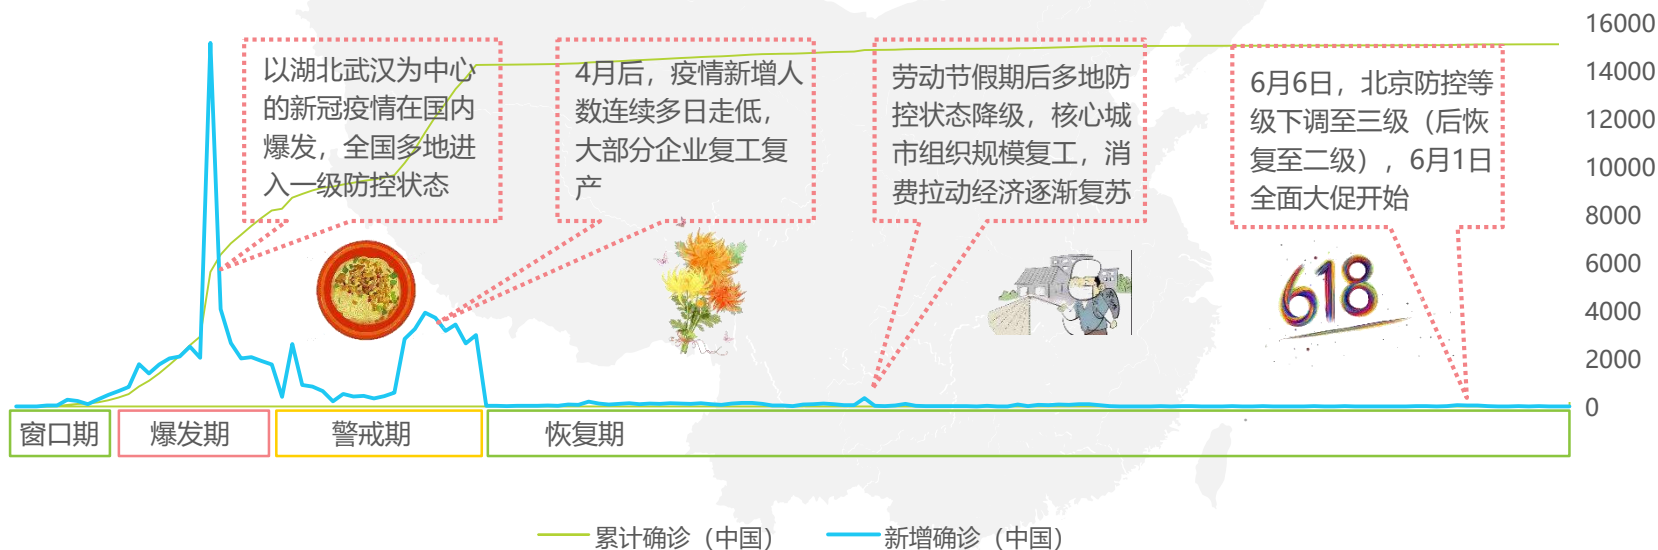 以湖北武汉为中心
的新冠疫情在国内
爆发，全国多地进
入一级防控状态
4月后，疫情新增人
数连续多日走低，
大部分企业复工复
产
劳动节假期后多地防
控状态降级，核心城
市组织规模复工，消
费拉动经济逐渐复苏
6月6日，北京防控等
级下调至三级（后恢
复至二级），6月1日
全面大促开始
618
16000
14000
12000
10000
8000
6000
4000
2000
0
窗口期
爆发期
警戒期
恢复期
累计确诊（中国）
新增确诊（中国）